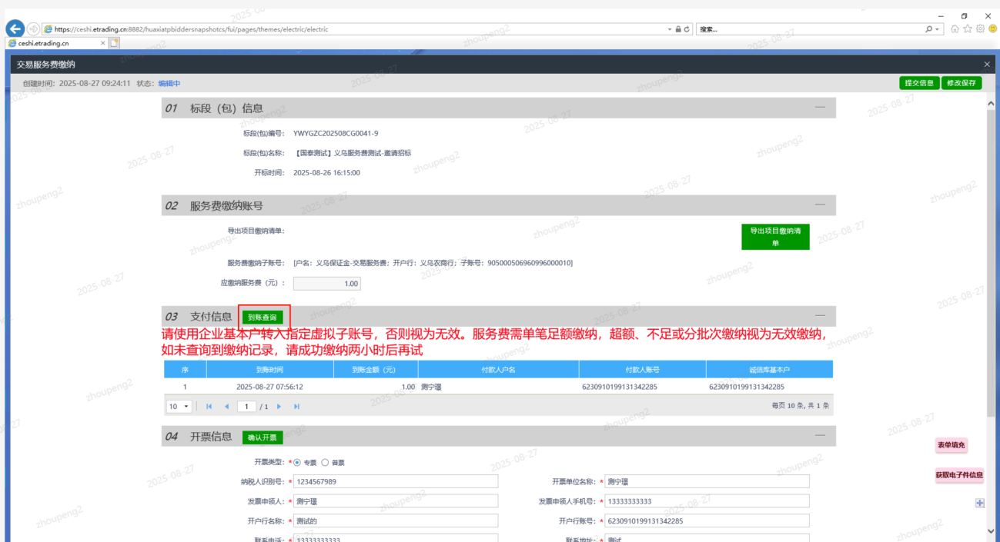 https://ceshi.etrading.cn:8882/huaxiatpbiddersnapshotcs/fui/pages/themes/electric/electric
搜索...
ceshi.etrading.cn
交易服务费缴纳
创建时间：2025-08-27 09:24:11 状态：编辑中
提交信息 修改保存
01 标段（包）信息
标段(包)编号： YWYGZC202508CG0041-9
标段(包)名称： 【国泰测试】义乌服务费测试-邀请招标
开标时间： 2025-08-26 16:15:00
02 服务费缴纳账号
导出项目缴纳清单：
导出项目缴纳清
单
服务费缴纳子账号： [户名：义乌保证金-交易服务费；开户行：义乌农商行；子账号：905000506960996000010]
应缴纳服务费（元）： 1.00
03 支付信息 到账查询
请使用企业基本户转入指定虚拟子账号，否则视为无效。服务费需单笔足额缴纳，超额、不足或分批次缴纳视为无效缴纳，
如未查询到缴纳记录，请成功缴纳两小时后再试
序 到账时间 到账金额（元） 付款人户名 付款人账号 诚信库基本户
1 2025-08-27 07:56:12 1.00 测宁璟 6230910199131342285 6230910199131342285
10 1 / 1 每页 10 条, 共 1 条
04 开票信息 确认开票
开票类型：* 专票 普票
纳税人识别号：* 1234567989 开票单位名称：* 测宁璟
发票申领人：* 测宁璟 发票申领人手机号：* 13333333333
开户行名称：* 测试的 开户行账号：* 6230910199131342285
联系电话：* 13333333333 联系地址：* 测试
表单填充
获取电子件信息
zhoupeng2
2025-08-27